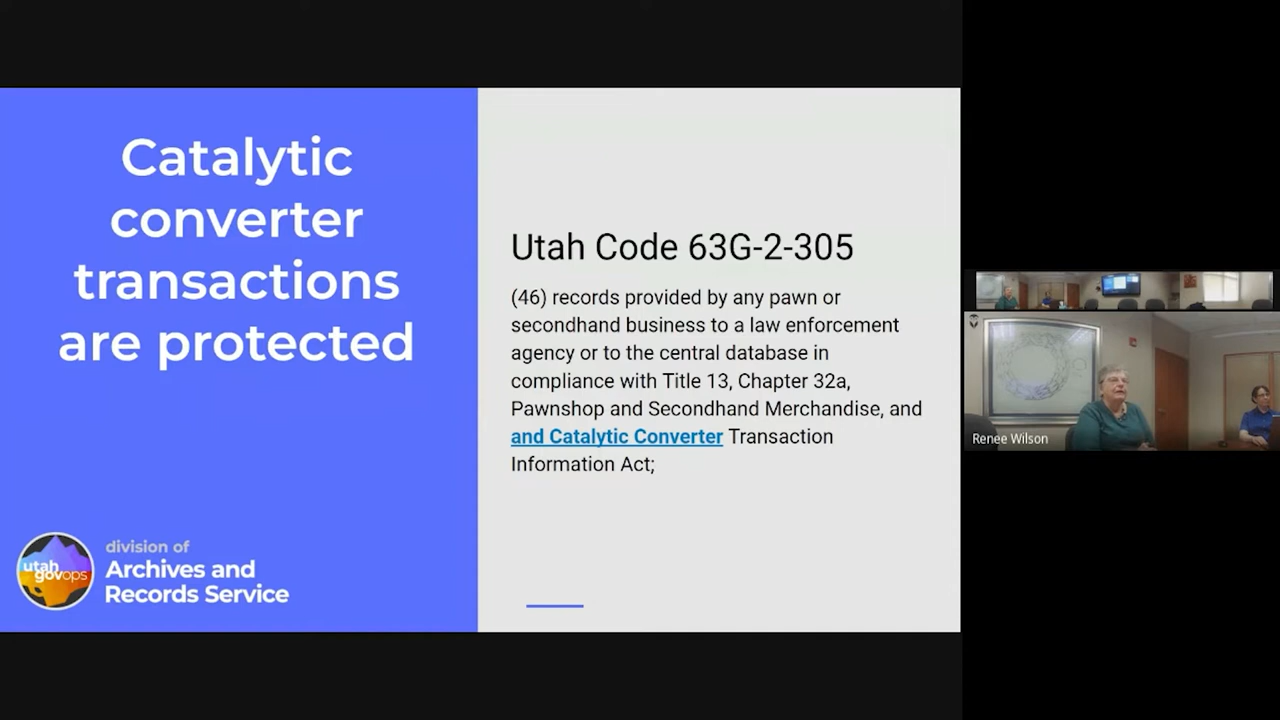 Catalytic
converter
transactions
are protected
utah
govops
division of
Archives and
Records Service
Utah Code 63G-2-305
(46) records provided by any pawn or
secondhand business to a law enforcement
agency or to the central database in
compliance with Title 13, Chapter 32a,
Pawnshop and Secondhand Merchandise, and
and Catalytic Converter Transaction
Information Act;
Renee Wilson